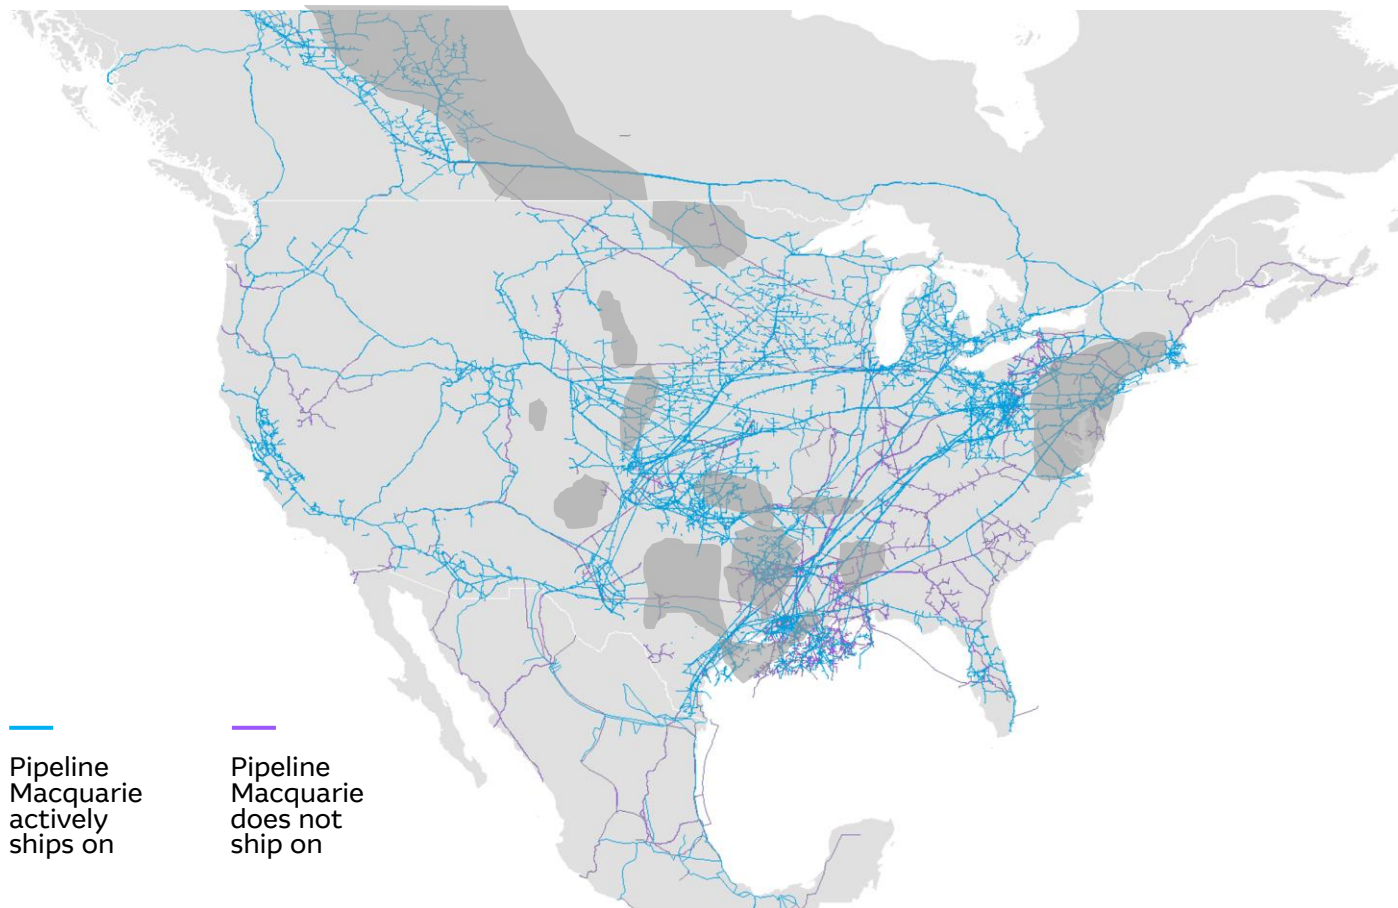 Pipeline
Macquarie
actively
ships on
Pipeline
Macquarie
does not
ship on